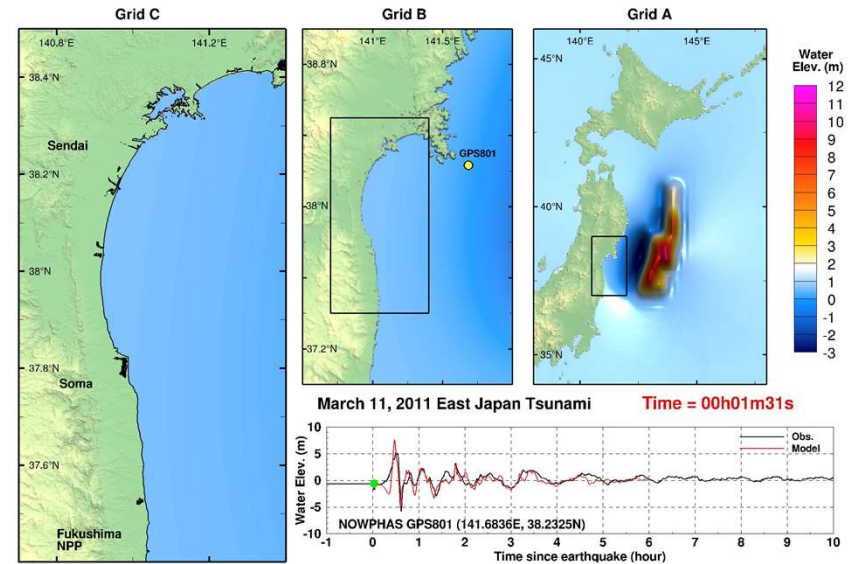 Grid C
Grid B
Grid A
140.8°E
141.2°E
141°E
141.5°E
140°E
145°E
Water
Elev. (m)
38.4°N
38.2°N
38°N
37.8°N
37.6°N
Sendai
Soma
Fukushima
NPP
38.8°N
38°N
37.2°N
GPS801
45°N
40°N
35°N
12
11
10
9
8
7
6
5
4
3
2
1
0
-1
-2
-3
March 11, 2011 East Japan Tsunami
Time = 00h01m31s
Water Elev. (m)
10
5
0
-5
-10
Obs.
Model
NOWPHAS GPS801 (141.6836E, 38.2325N)
-1 0 1 2 3 4 5 6 7 8 9 10
Time since earthquake (hour)